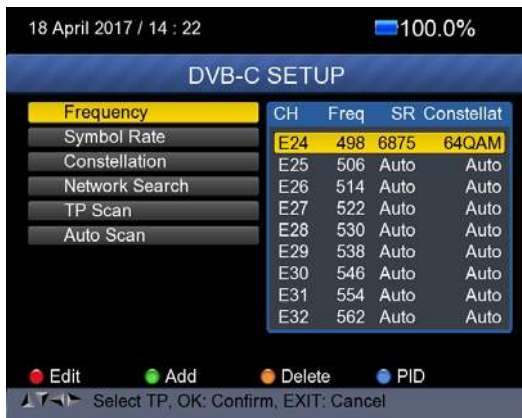 18 April 2017 / 14 : 22 100.0%
DVB-C SETUP
Frequency
Symbol Rate
Constellation
Network Search
TP Scan
Auto Scan
CH Freq SR Constellat
E24 498 6875 64QAM
E25 506 Auto Auto
E26 514 Auto Auto
E27 522 Auto Auto
E28 530 Auto Auto
E29 538 Auto Auto
E30 546 Auto Auto
E31 554 Auto Auto
E32 562 Auto Auto
Edit Add Delete PID
Select TP, OK: Confirm, EXIT: Cancel